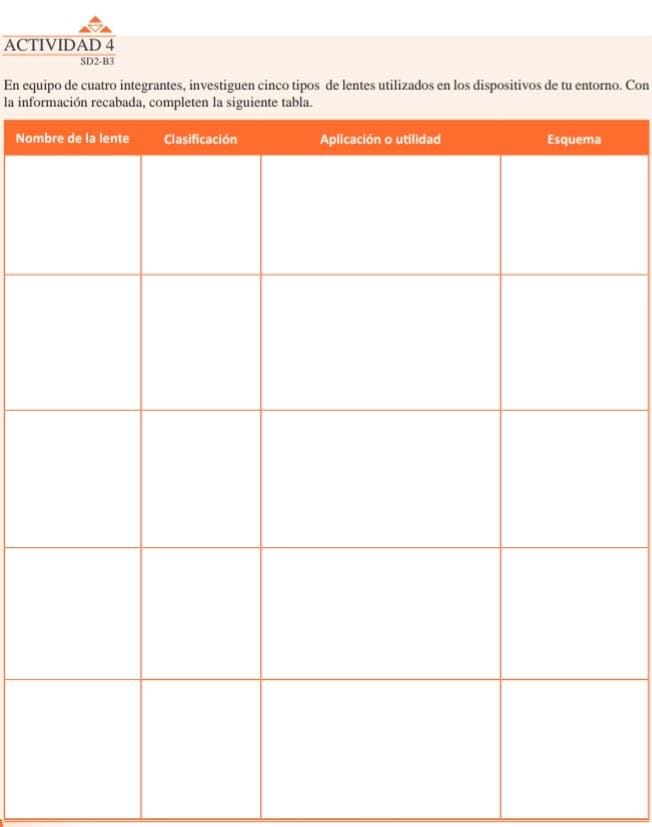 ACTIVIDAD 4
SD2-B3
En equipo de cuatro integrantes, investiguen cinco tipos de lentes utilizados en los dispositivos de tu entorno. Con
la información recabada, completen la siguiente tabla.
Nombre de la lente Clasificación Aplicación o utilidad Esquema